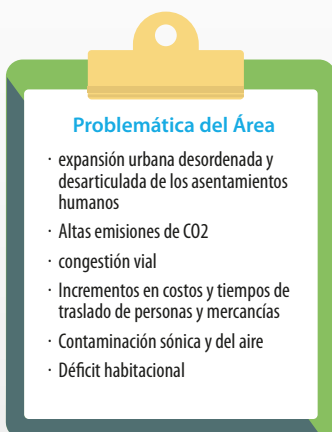 Problemática del Área
· expansión urbana desordenada y
desarticulada de los asentamientos
humanos
· Altas emisiones de CO2
· congestión vial
· Incrementos en costos y tiempos de
traslado de personas y mercancías
· Contaminación sónica y del aire
· Déficit habitacional